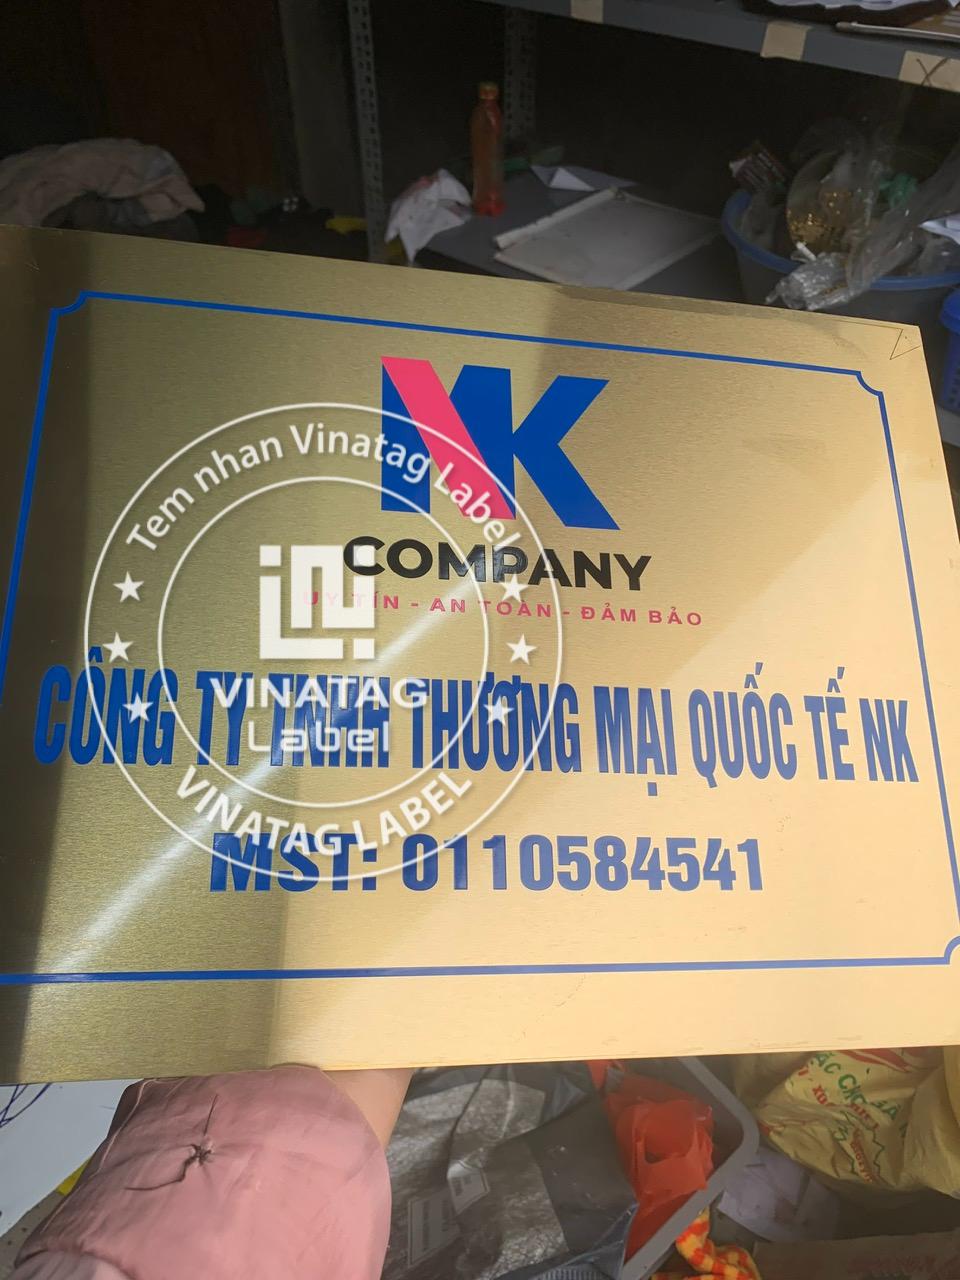 NK
COMPANY
UY TÍN - AN TOÀN - ĐẢM BẢO
CÔNG TY TNHH THƯƠNG MẠI QUỐC TẾ NK
MST: 0110584541
Tem nhan Vinatag Label
VINATAG
Label
VINATAG LABEL